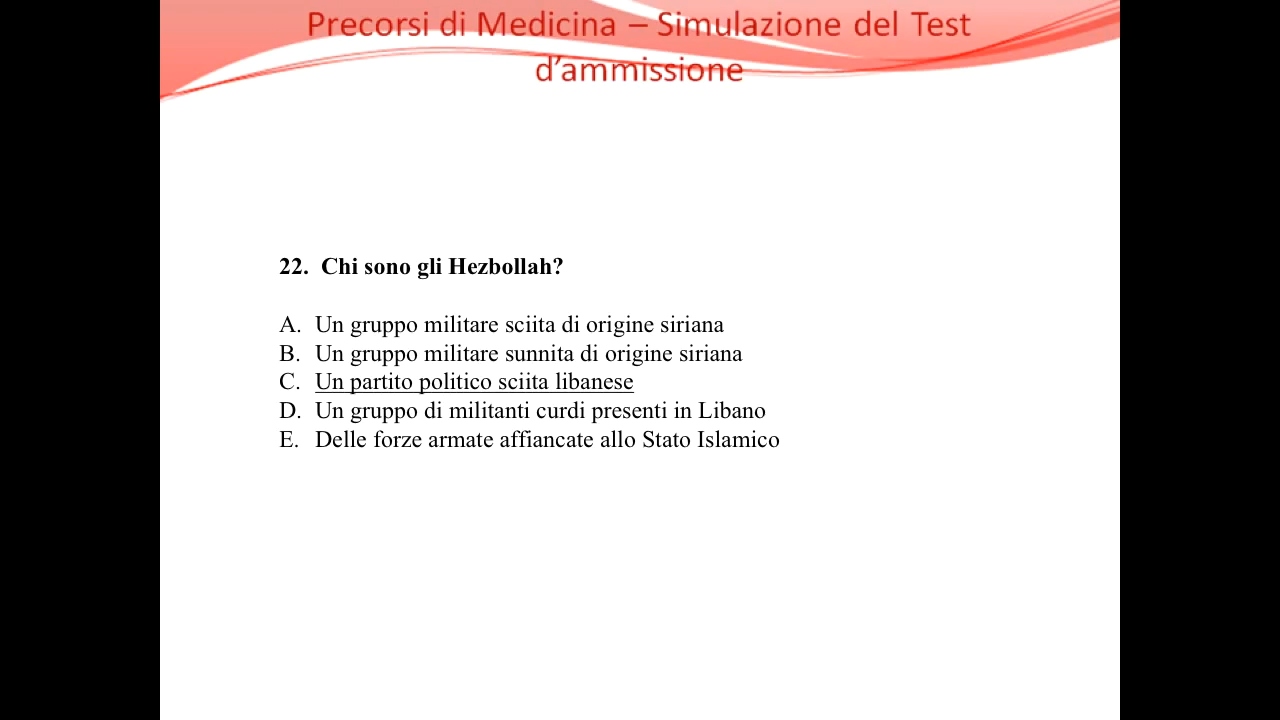 Precorsi di Medicina – Simulazione del Test
d’ammissione
22. Chi sono gli Hezbollah?
A. Un gruppo militare sciita di origine siriana
B. Un gruppo militare sunnita di origine siriana
C. Un partito politico sciita libanese
D. Un gruppo di militanti curdi presenti in Libano
E. Delle forze armate affiancate allo Stato Islamico